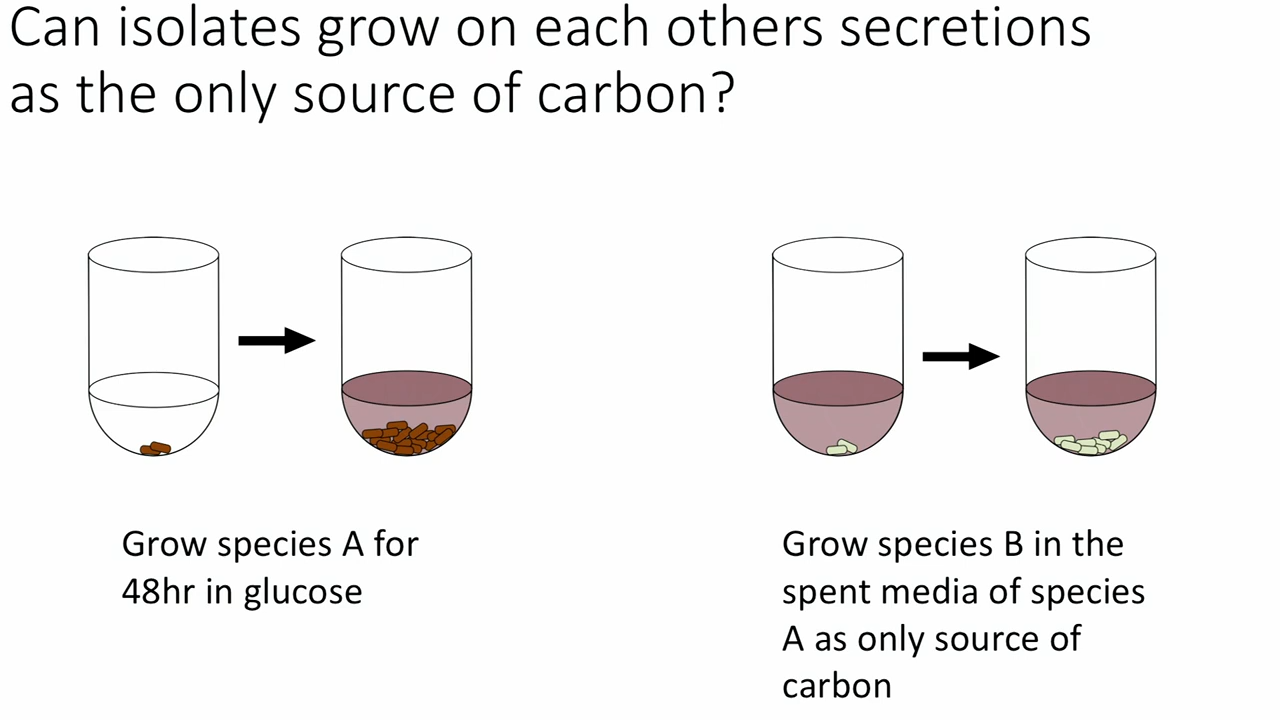 Can isolates grow on each others secretions
as the only source of carbon?
Grow species A for
48hr in glucose
Grow species B in the
spent media of species
A as only source of
carbon